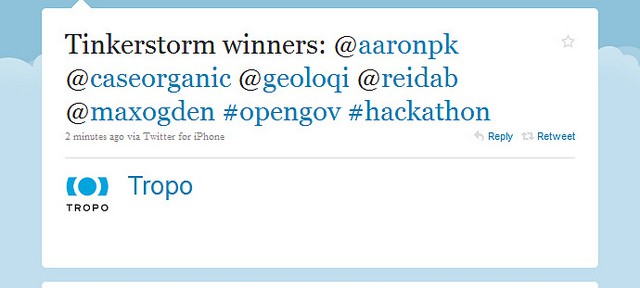 Tinkerstorm winners: @aaronpk
@caseorganic @geoloqi @reidab
@maxogden #opengov #hackathon
2 minutes ago via Twitter for iPhone Reply Retweet
Tropo
TROPO